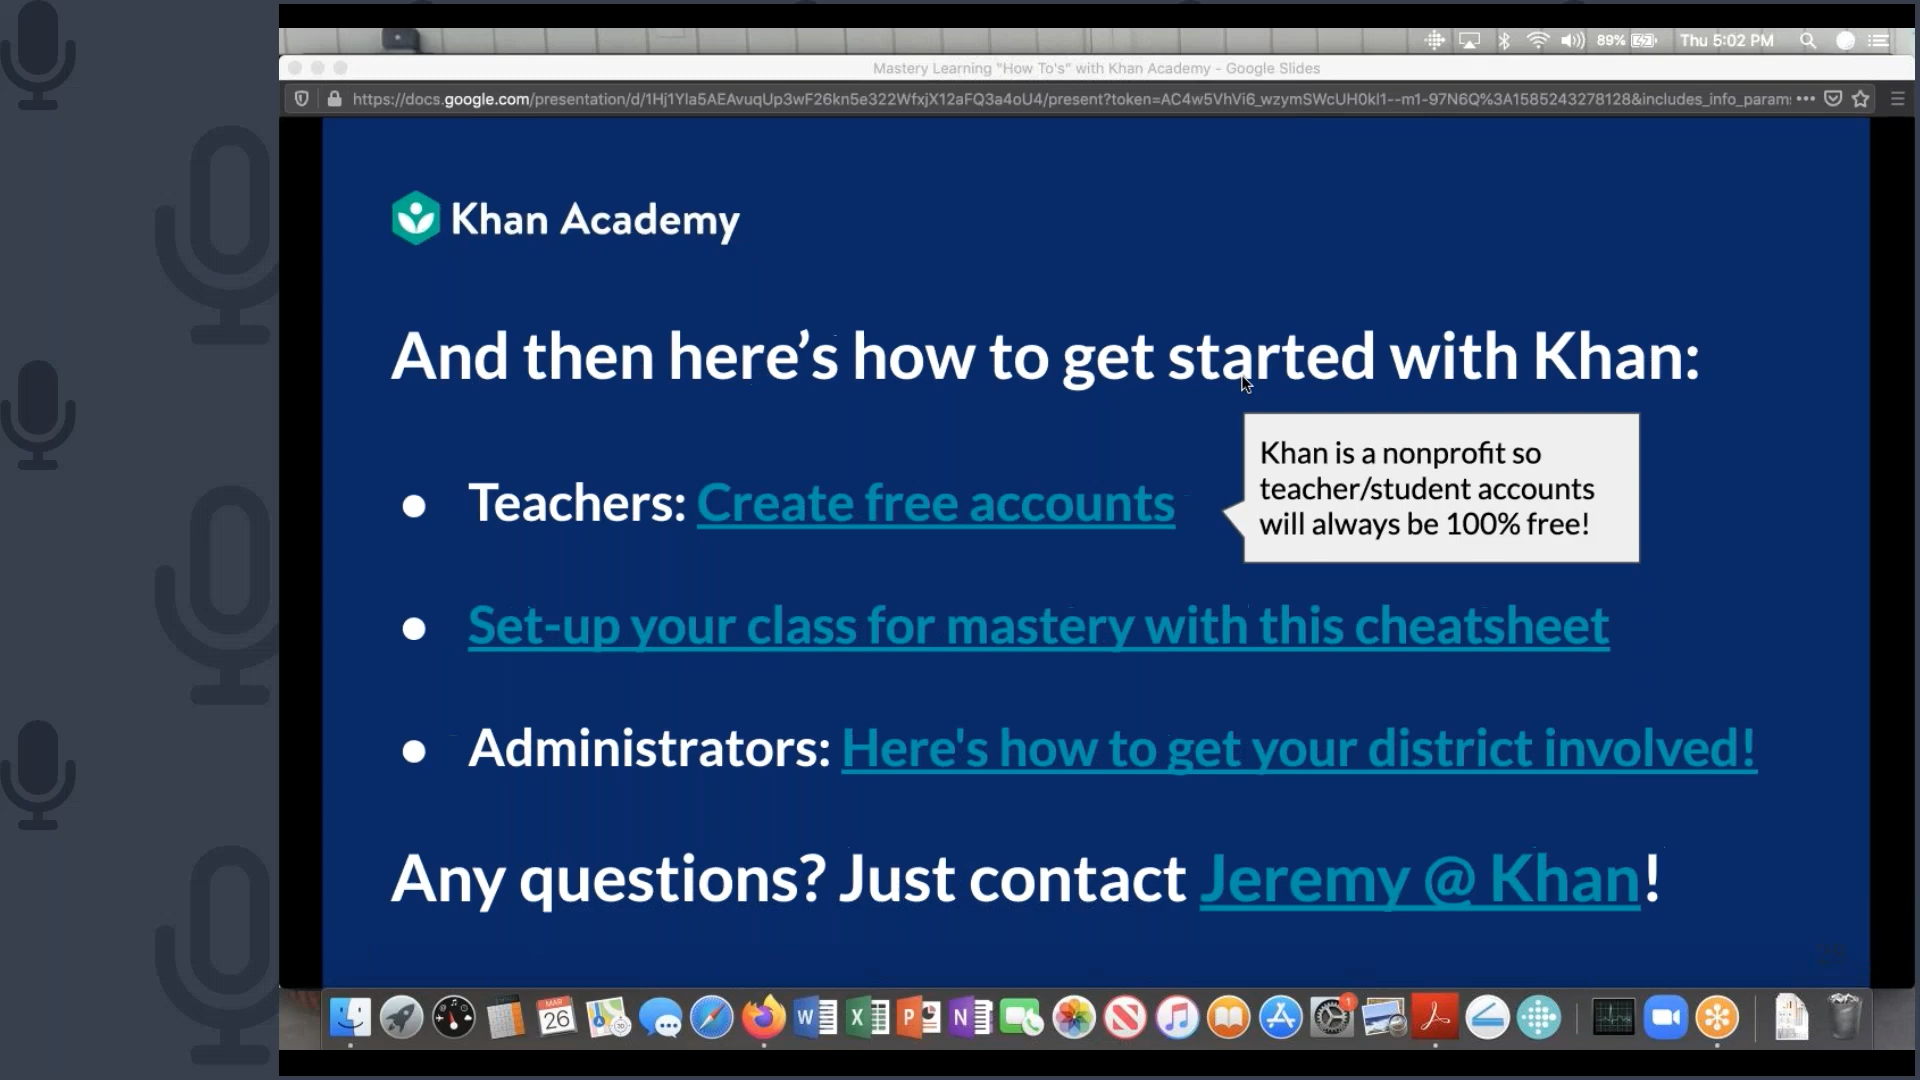 89% Thu 5:02 PM
Mastery Learning "How To's" with Khan Academy - Google Slides
https://docs.google.com/presentation/d/1Hj1Yla5AEAvuqUp3wF26kn5e322WfxjX12aFQ3a4oU4/present?token=AC4w5VhVi6_wzymSWcUH0kl1--m1-97N6Q%3A1585243278128&includes_info_param
Khan Academy
And then here's how to get started with Khan:
Khan is a nonprofit so
teacher/student accounts
will always be 100% free!
● Teachers: Create free accounts
● Set-up your class for mastery with this cheatsheet
● Administrators: Here's how to get your district involved!
Any questions? Just contact Jeremy @ Khan!
MAR
26
W X P N
1